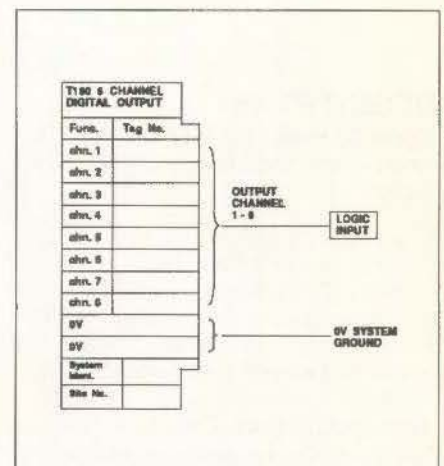 T190 8 CHANNEL
DIGITAL OUTPUT
Func. Tag No.
chn. 1
chn. 2
chn. 3
chn. 4
chn. 5
chn. 6
chn. 7
chn. 8
0V
0V
System
Ident.
Site No.
OUTPUT
CHANNEL
1 - 8
LOGIC
INPUT
0V SYSTEM
GROUND